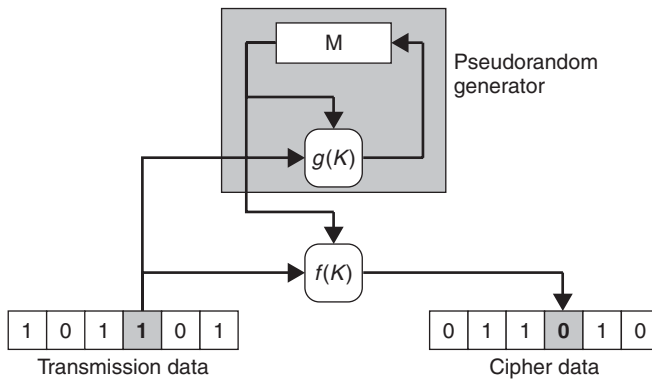 M
Pseudorandom
generator
g(K)
f(K)
1 0 1 1 0 1
0 1 1 0 1 0
Transmission data
Cipher data